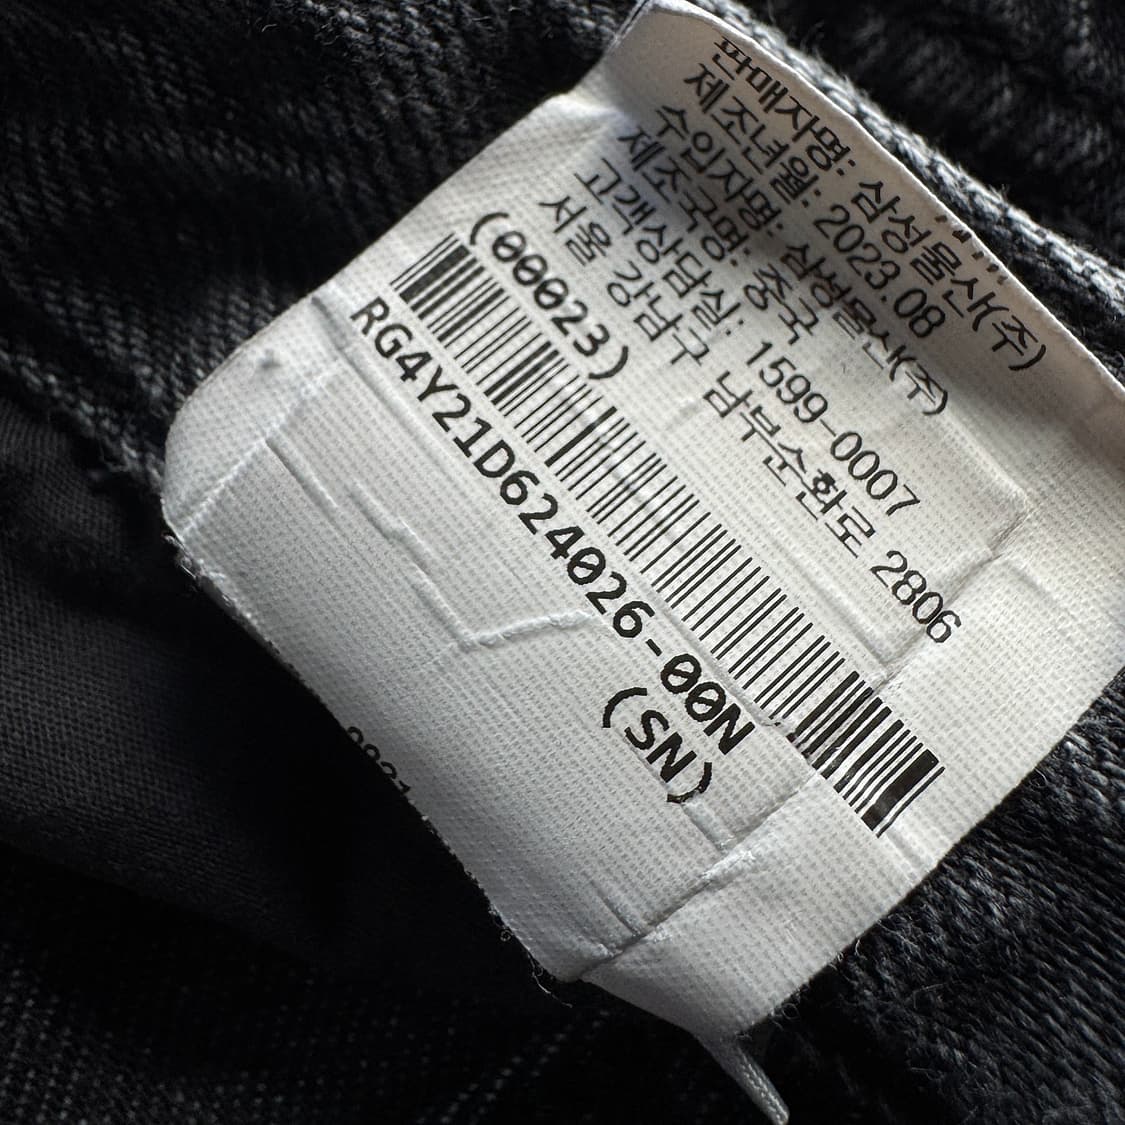 판매자명: 삼성물산(주)
제조년월: 2023.08
수입자명: 삼성물산(주)
제조국명: 중국
고객상담실: 1599-0007
서울 강남구 남부순환로 2806
(00023)
RG4Y21D624026-00N
(SN)